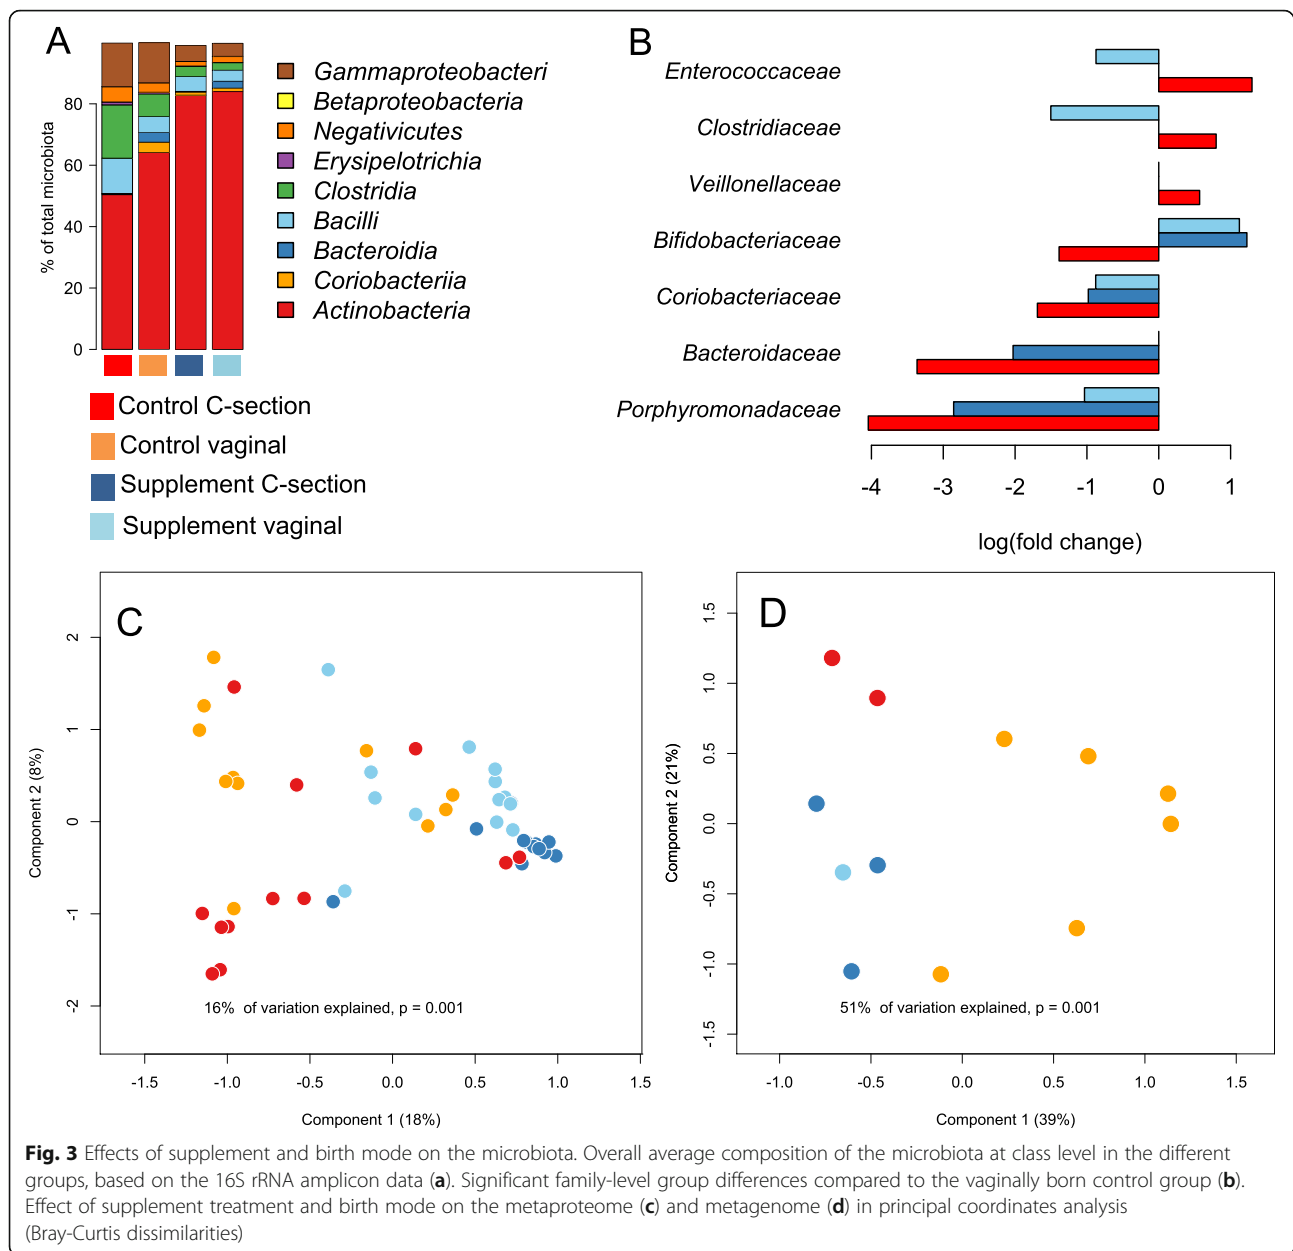 A
% of total microbiota
80
60
40
20
0
Gammaproteobacteri
Betaproteobacteria
Negativicutes
Erysipelotrichia
Clostridia
Bacilli
Bacteroidia
Coriobacteriia
Actinobacteria
Control C-section
Control vaginal
Supplement C-section
Supplement vaginal
B
Enterococcaceae
Clostridiaceae
Veillonellaceae
Bifidobacteriaceae
Coriobacteriaceae
Bacteroidaceae
Porphyromonadaceae
-4 -3 -2 -1 0 1
log(fold change)
C
Component 2 (8%)
2
1
0
-1
-2
16% of variation explained, p = 0.001
-1.5 -1.0 -0.5 0.0 0.5 1.0 1.5
Component 1 (18%)
D
Component 2 (21%)
1.5
1.0
0.5
0.0
-0.5
-1.0
-1.5
51% of variation explained, p = 0.001
-1.0 -0.5 0.0 0.5 1.0 1.5
Component 1 (39%)
Fig. 3 Effects of supplement and birth mode on the microbiota. Overall average composition of the microbiota at class level in the different
groups, based on the 16S rRNA amplicon data (a). Significant family-level group differences compared to the vaginally born control group (b).
Effect of supplement treatment and birth mode on the metaproteome (c) and metagenome (d) in principal coordinates analysis
(Bray-Curtis dissimilarities)